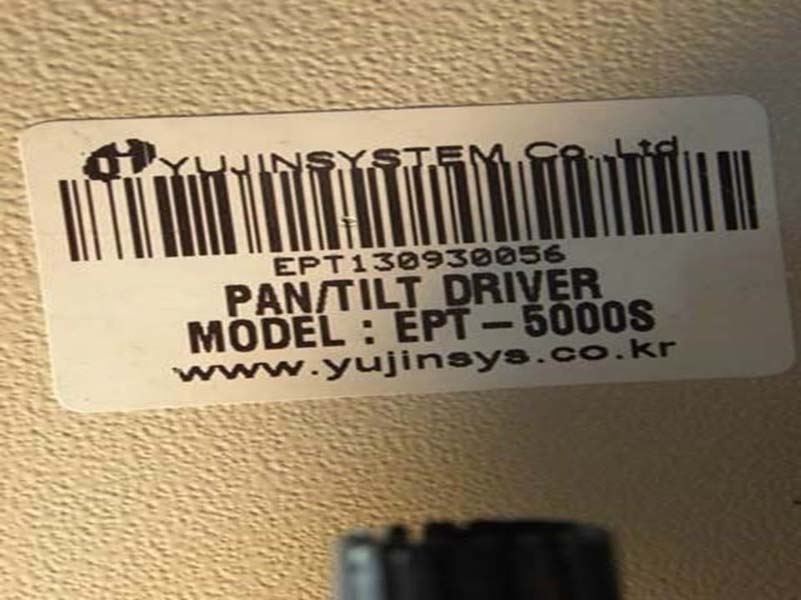 YUJINSYSTEM Co.,Ltd.
EPT130930056
PAN/TILT DRIVER
MODEL : EPT-5000S
www.yujinsys.co.kr